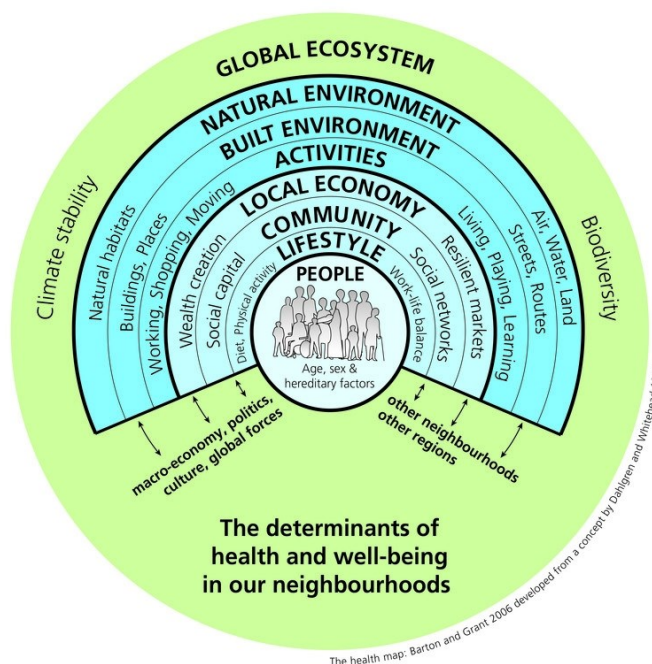 GLOBAL ECOSYSTEM
NATURAL ENVIRONMENT
BUILT ENVIRONMENT
ACTIVITIES
LOCAL ECONOMY
COMMUNITY
LIFESTYLE
PEOPLE
Age, sex &
hereditary factors
Climate stability
Natural habitats
Buildings, Places
Working, Shopping, Moving
Wealth creation
Social capital
Diet, Physical activity
Work-life balance
Social networks
Resilient markets
Living, Playing, Learning
Streets, Routes
Air, Water, Land
Biodiversity
macro-economy, politics,
culture, global forces
other neighbourhoods
other regions
The determinants of
health and well-being
in our neighbourhoods
The health map: Barton and Grant 2006 developed from a concept by Dahlgren and Whitehead